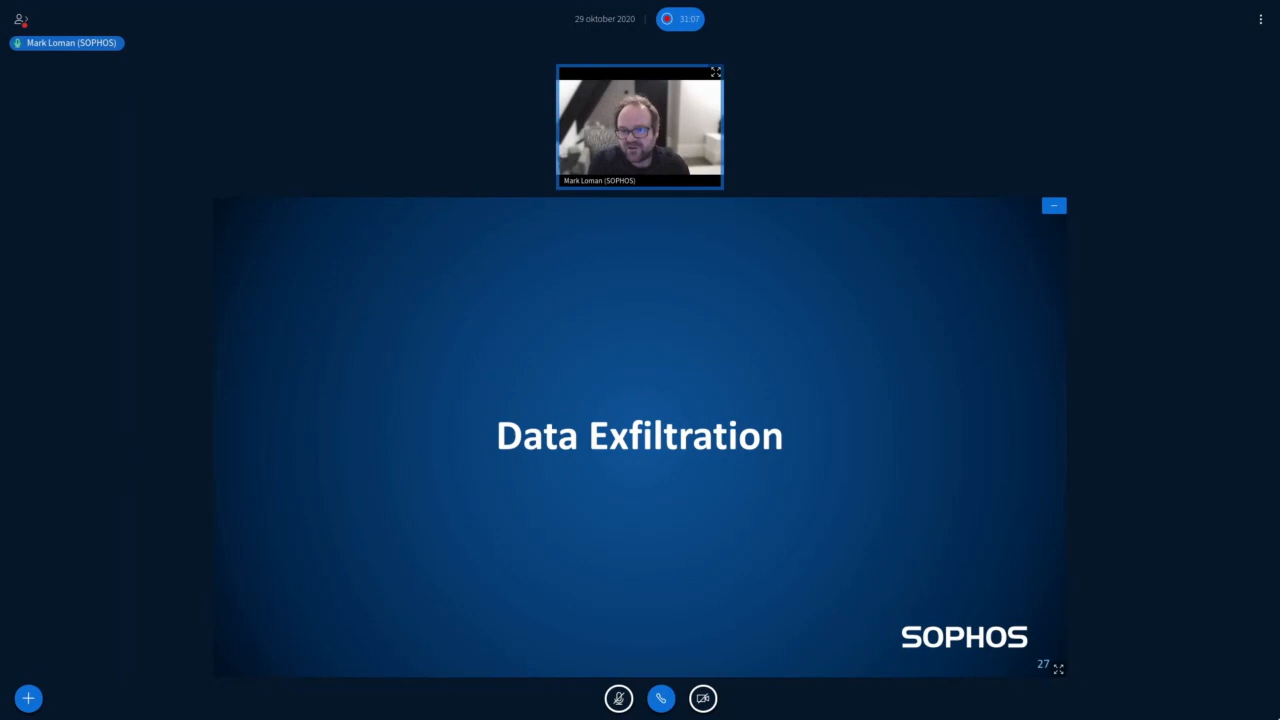 29 oktober 2020
31:07
Mark Loman (SOPHOS)
Mark Loman (SOPHOS)
Data Exfiltration
SOPHOS
27